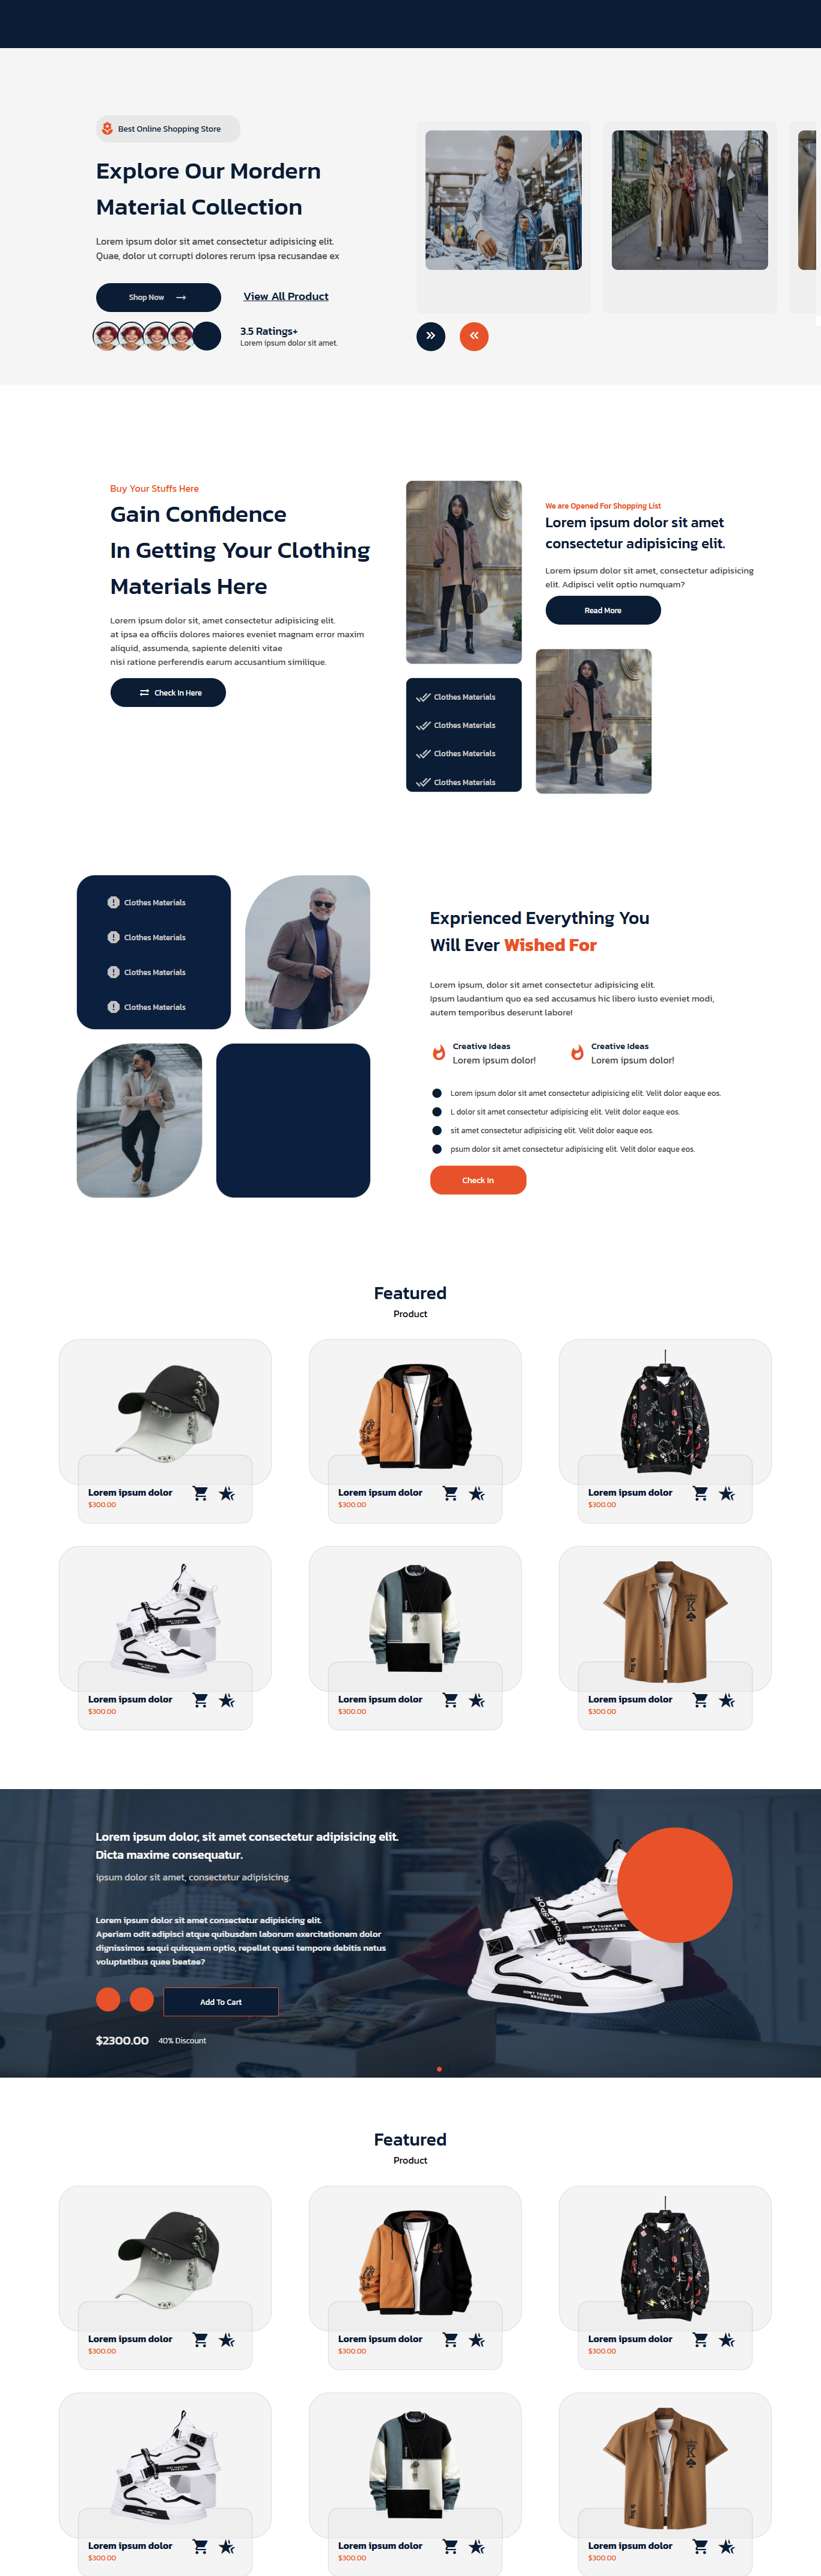 Best Online Shopping Store
Explore Our Mordern
Material Collection
Lorem ipsum dolor sit amet consectetur adipisicing elit.
Quae, dolor ut corrupti dolores rerum ipsa recusandae ex
Shop Now
View All Product
3.5 Ratings+
Lorem ipsum dolor sit amet.
Buy Your Stuffs Here
Gain Confidence
In Getting Your Clothing
Materials Here
Lorem ipsum dolor sit, amet consectetur adipisicing elit.
at ipsa ea officiis dolores maiores eveniet magnam error maxim
aliquid, assumenda, sapiente deleniti vitae
nisi ratione perferendis earum accusantium similique.
Check In Here
We are Opened For Shopping List
Lorem ipsum dolor sit amet
consectetur adipisicing elit.
Lorem ipsum dolor sit amet, consectetur adipisicing
elit. Adipisci velit optio numquam?
Read More
Clothes Materials
Clothes Materials
Clothes Materials
Clothes Materials
Clothes Materials
Clothes Materials
Clothes Materials
Clothes Materials
Exprienced Everything You
Will Ever Wished For
Lorem ipsum, dolor sit amet consectetur adipisicing elit.
Ipsum laudantium quo ea sed accusamus hic libero iusto eveniet modi,
autem temporibus deserunt labore!
Creative Ideas
Lorem ipsum dolor!
Creative Ideas
Lorem ipsum dolor!
Lorem ipsum dolor sit amet consectetur adipisicing elit. Velit dolor eaque eos.
L dolor sit amet consectetur adipisicing elit. Velit dolor eaque eos.
sit amet consectetur adipisicing elit. Velit dolor eaque eos.
psum dolor sit amet consectetur adipisicing elit. Velit dolor eaque eos.
Check In
Featured
Product
Lorem ipsum dolor
$300.00
Lorem ipsum dolor
$300.00
Lorem ipsum dolor
$300.00
Lorem ipsum dolor
$300.00
Lorem ipsum dolor
$300.00
K
Lorem ipsum dolor
$300.00
Lorem ipsum dolor, sit amet consectetur adipisicing elit.
Dicta maxime consequatur.
ipsum dolor sit amet, consectetur adipisicing.
Lorem ipsum dolor sit amet consectetur adipisicing elit.
Aperiam odit adipisci atque quibusdam laborum exercitationem dolor
dignissimos sequi quisquam optio, repellat quasi tempore debitis natus
voluptatibus quae beatae?
Add To Cart
$2300.00 40% Discount
DON'T THINK-FEEL
BRUCELEE
DON'T THINK-FEEL
BRUCELEE
Featured
Product
Lorem ipsum dolor
$300.00
Lorem ipsum dolor
$300.00
Lorem ipsum dolor
$300.00
Lorem ipsum dolor
$300.00
Lorem ipsum dolor
$300.00
K
Lorem ipsum dolor
$300.00